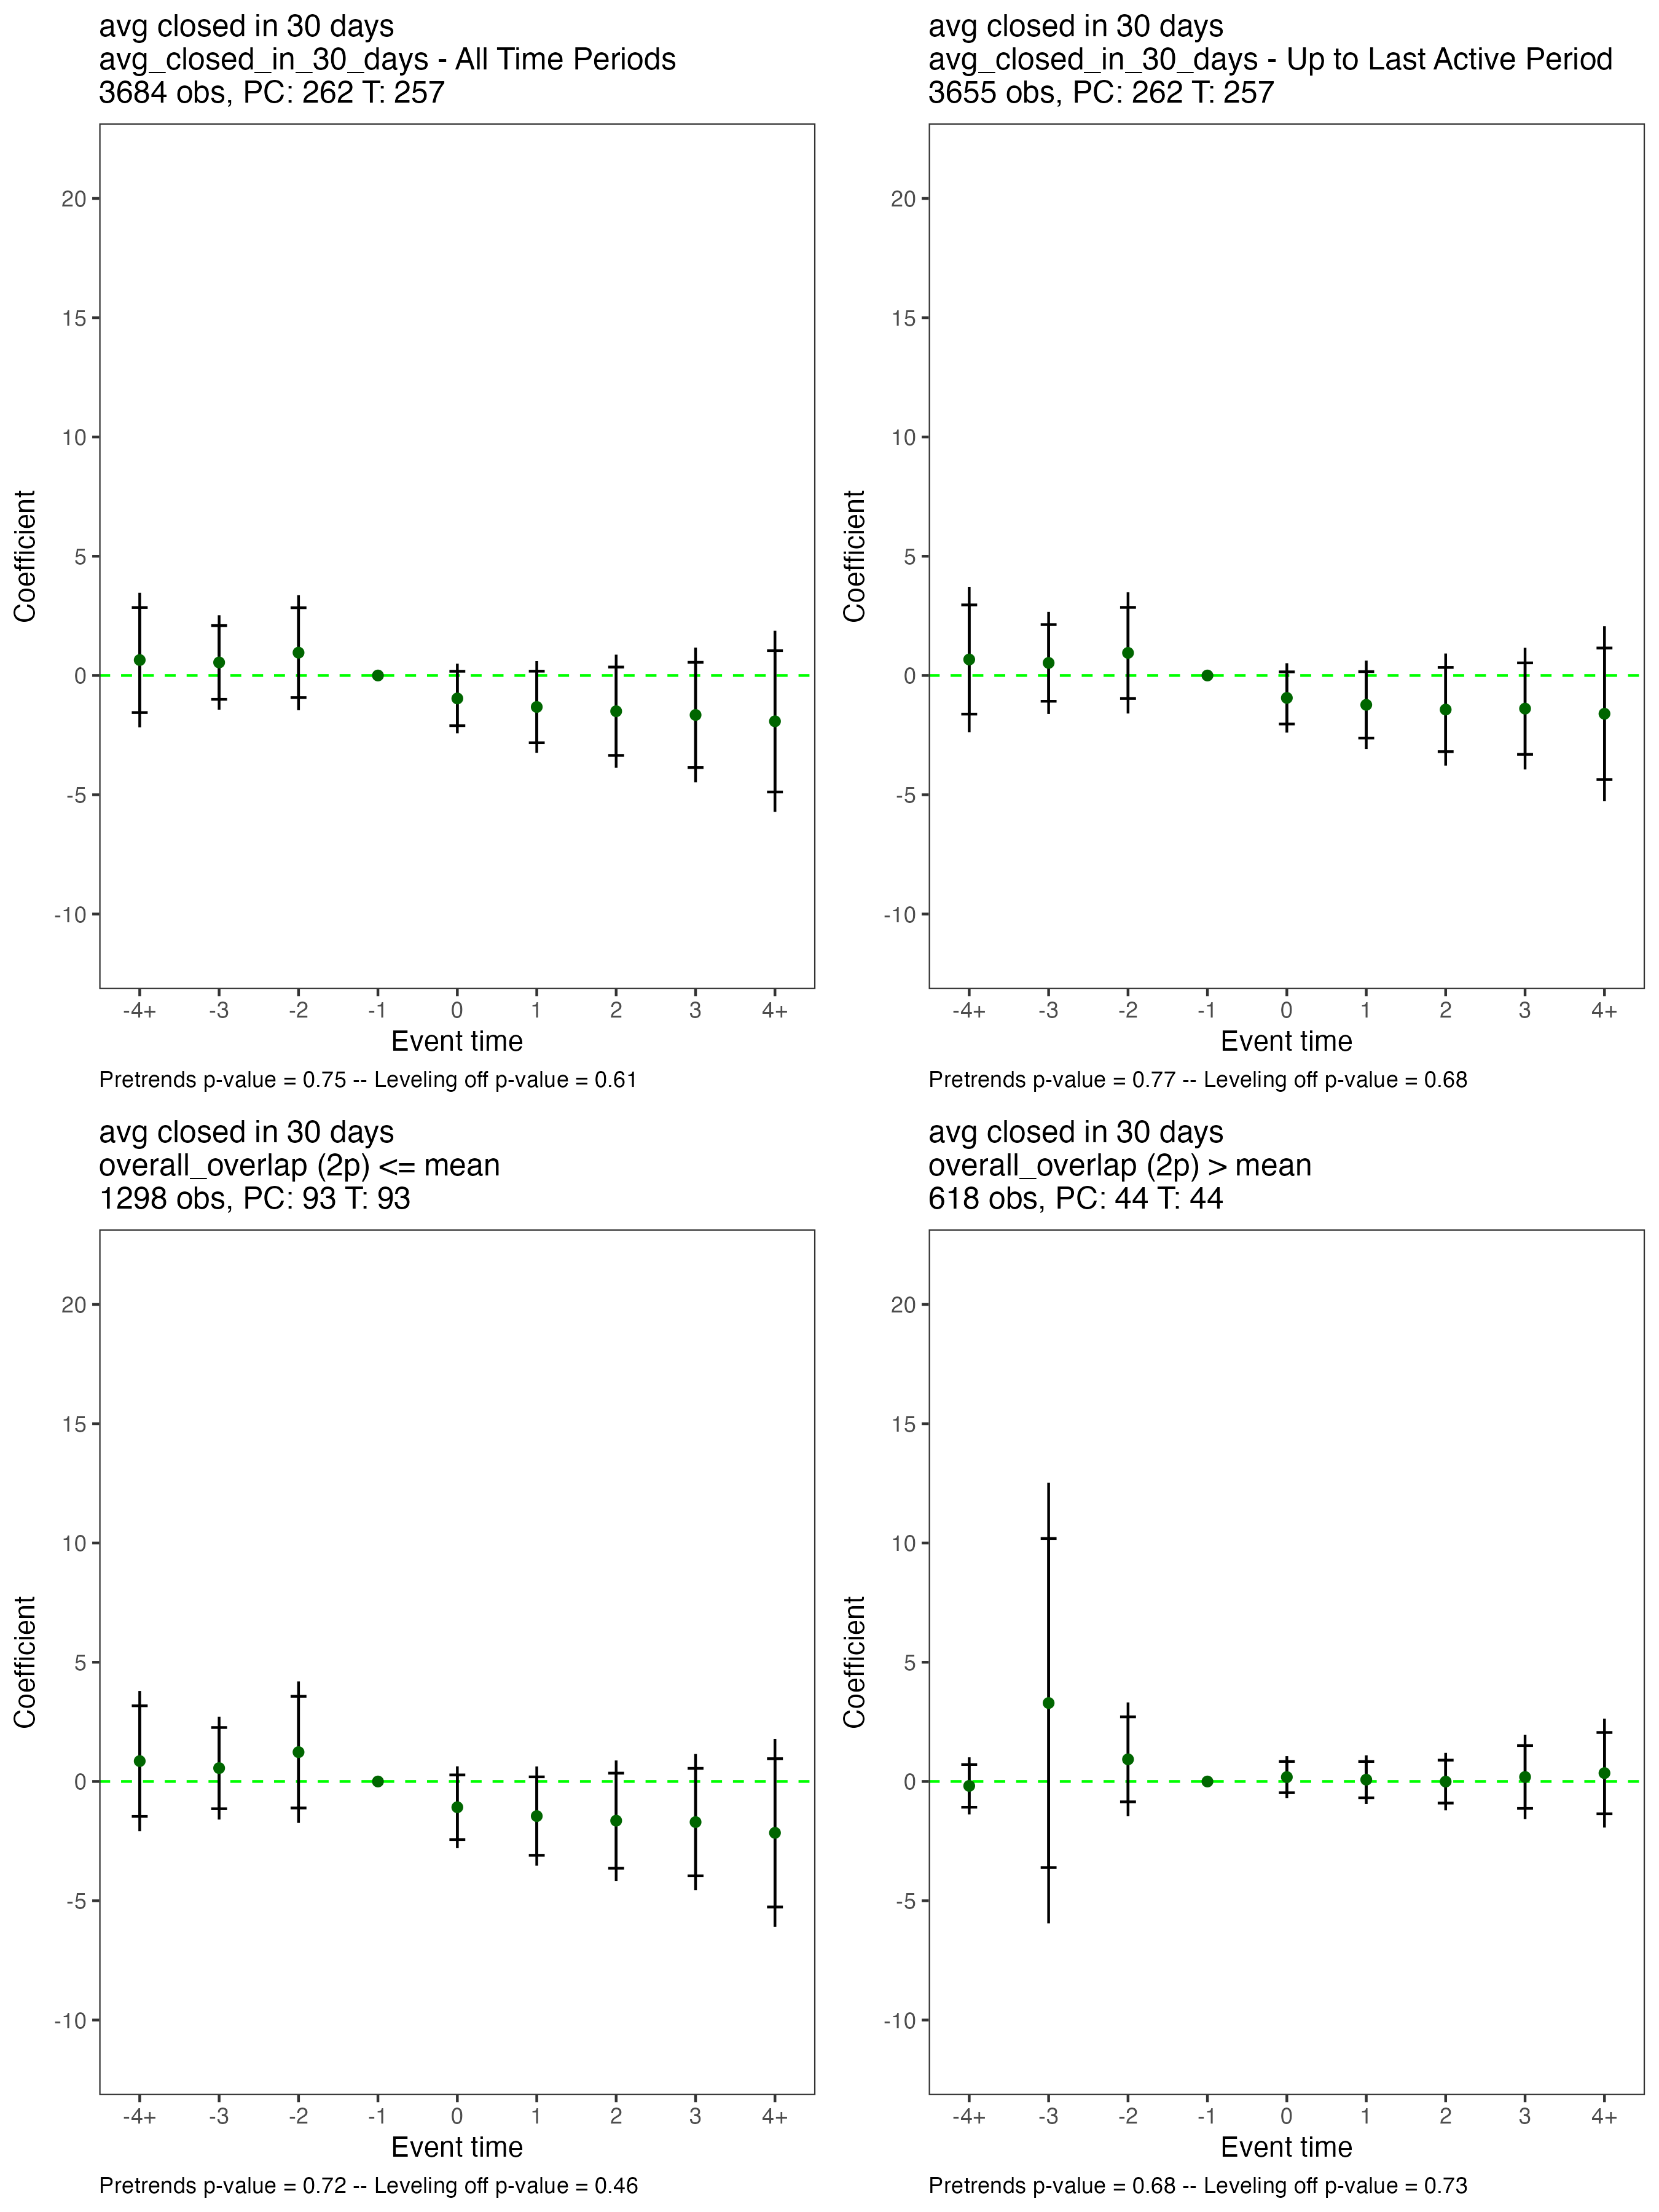 avg closed in 30 days
avg_closed_in_30_days - All Time Periods
3684 obs, PC: 262 T: 257
20
15
10
5
0
-5
-10
Coefficient
-4+ -3 -2 -1 0 1 2 3 4+
Event time
Pretrends p-value = 0.75 -- Leveling off p-value = 0.61
avg closed in 30 days
avg_closed_in_30_days - Up to Last Active Period
3655 obs, PC: 262 T: 257
20
15
10
5
0
-5
-10
Coefficient
-4+ -3 -2 -1 0 1 2 3 4+
Event time
Pretrends p-value = 0.77 -- Leveling off p-value = 0.68
avg closed in 30 days
overall_overlap (2p) <= mean
1298 obs, PC: 93 T: 93
20
15
10
5
0
-5
-10
Coefficient
-4+ -3 -2 -1 0 1 2 3 4+
Event time
Pretrends p-value = 0.72 -- Leveling off p-value = 0.46
avg closed in 30 days
overall_overlap (2p) > mean
618 obs, PC: 44 T: 44
20
15
10
5
0
-5
-10
Coefficient
-4+ -3 -2 -1 0 1 2 3 4+
Event time
Pretrends p-value = 0.68 -- Leveling off p-value = 0.73